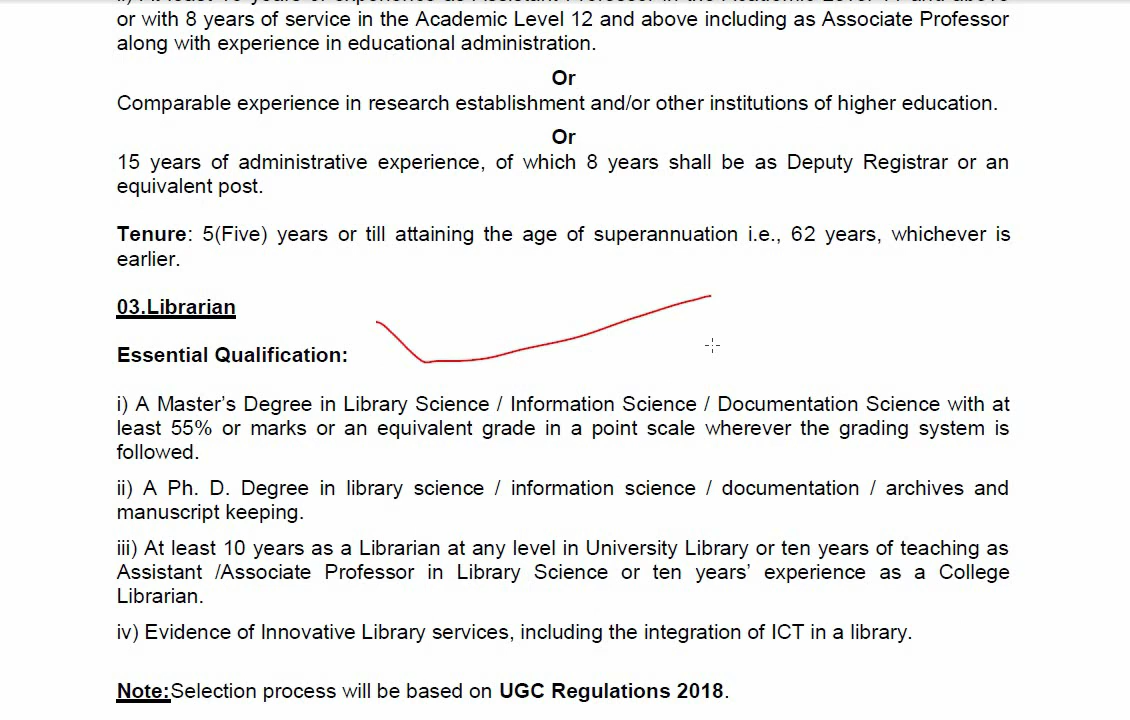 or with 8 years of service in the Academic Level 12 and above including as Associate Professor
along with experience in educational administration.
Or
Comparable experience in research establishment and/or other institutions of higher education.
Or
15 years of administrative experience, of which 8 years shall be as Deputy Registrar or an
equivalent post.
Tenure: 5(Five) years or till attaining the age of superannuation i.e., 62 years, whichever is
earlier.
03.Librarian
Essential Qualification:
i) A Master's Degree in Library Science / Information Science / Documentation Science with at
least 55% or marks or an equivalent grade in a point scale wherever the grading system is
followed.
ii) A Ph. D. Degree in library science / information science / documentation / archives and
manuscript keeping.
iii) At least 10 years as a Librarian at any level in University Library or ten years of teaching as
Assistant /Associate Professor in Library Science or ten years' experience as a College
Librarian.
iv) Evidence of Innovative Library services, including the integration of ICT in a library.
Note:Selection process will be based on UGC Regulations 2018.